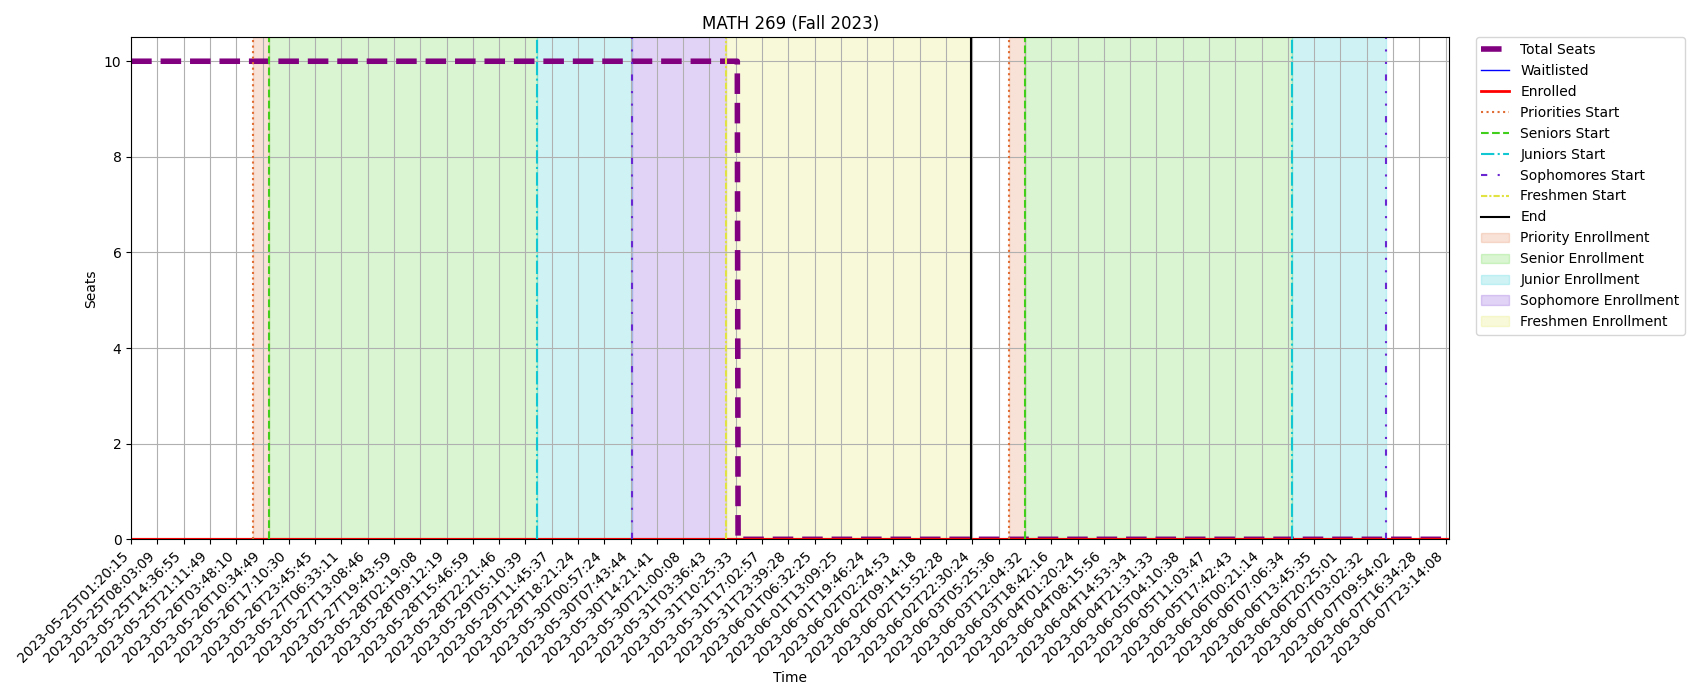 MATH 269 (Fall 2023)
10
8
6
4
2
0
Seats
2023-05-25T01:20:15
2023-05-25T08:03:09
2023-05-25T14:36:55
2023-05-25T21:11:49
2023-05-26T03:48:10
2023-05-26T10:34:49
2023-05-26T17:10:30
2023-05-26T23:45:45
2023-05-27T06:33:11
2023-05-27T13:08:46
2023-05-27T19:43:59
2023-05-28T02:19:08
2023-05-28T09:12:19
2023-05-28T15:46:59
2023-05-28T22:21:46
2023-05-29T05:10:39
2023-05-29T11:45:37
2023-05-29T18:21:24
2023-05-30T00:57:24
2023-05-30T07:43:44
2023-05-30T14:21:41
2023-05-30T21:00:08
2023-05-31T03:36:43
2023-05-31T10:25:33
2023-05-31T17:02:57
2023-05-31T23:39:28
2023-06-01T06:32:25
2023-06-01T13:09:25
2023-06-01T19:46:24
2023-06-02T02:24:53
2023-06-02T09:14:18
2023-06-02T15:52:28
2023-06-02T22:30:24
2023-06-03T05:25:36
2023-06-03T12:04:32
2023-06-03T18:42:16
2023-06-04T01:20:24
2023-06-04T08:15:56
2023-06-04T14:53:34
2023-06-04T21:31:33
2023-06-05T04:10:38
2023-06-05T11:03:47
2023-06-05T17:42:43
2023-06-06T00:21:14
2023-06-06T07:06:34
2023-06-06T13:45:35
2023-06-06T20:25:01
2023-06-07T03:02:32
2023-06-07T09:54:02
2023-06-07T16:34:28
2023-06-07T23:14:08
Time
Total Seats
Waitlisted
Enrolled
Priorities Start
Seniors Start
Juniors Start
Sophomores Start
Freshmen Start
End
Priority Enrollment
Senior Enrollment
Junior Enrollment
Sophomore Enrollment
Freshmen Enrollment